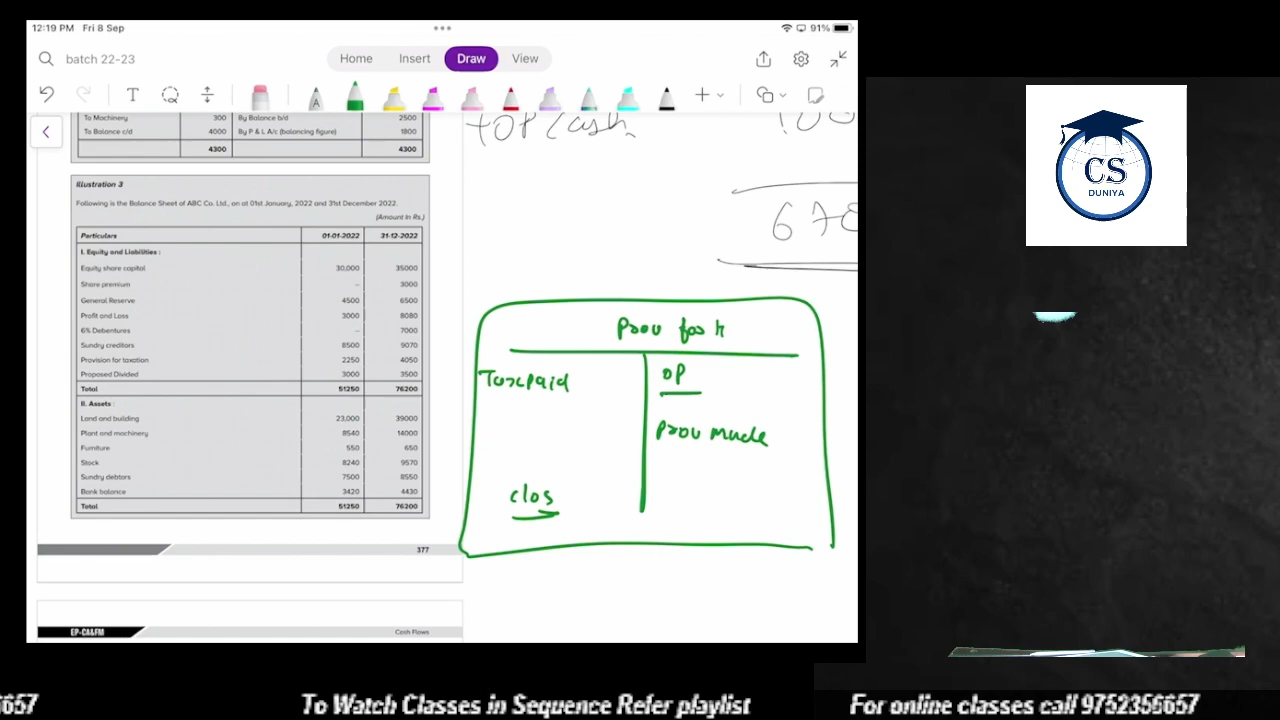 12:19 PM Fri 8 Sep
91%
batch 22-23
Home Insert Draw View
To Machinery 300 By Balance b/d 2500
To Balance c/d 4000 By P & L A/c (balancing figure) 1800
4300 4300
Illustration 3
Following is the Balance Sheet of ABC Co. Ltd., on at 01st January, 2022 and 31st December 2022.
(Amount in Rs.)
Particulars 01-01-2022 31-12-2022
I. Equity and Liabilities :
Equity share capital 30,000 35000
Share premium – 3000
General Reserve 4500 6500
Profit and Loss 3000 8080
6% Debentures – 7000
Sundry creditors 8500 9070
Provision for taxation 2250 4050
Proposed Divided 3000 3500
Total 51250 76200
II. Assets :
Land and building 23,000 39000
Plant and machinery 8540 14000
Furniture 550 650
Stock 8240 9570
Sundry debtors 7500 8550
Bank balance 3420 4430
Total 51250 76200
377
EP-CA&FM Cash Flows
+OP Cash
678
Prov for
Tax paid
OP
Prov made
clos
CS
DUNIYA
6657
To Watch Classes in Sequence Refer playlist
For online classes call 9752356657